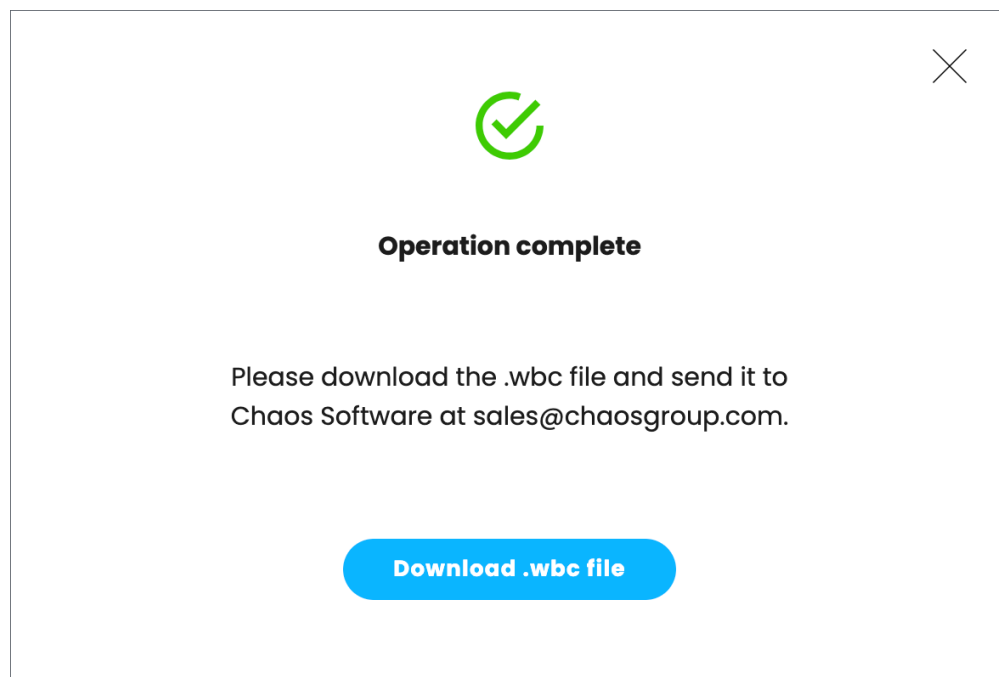 Operation complete
Please download the .wbc file and send it to
Chaos Software at sales@chaosgroup.com.
Download .wbc file